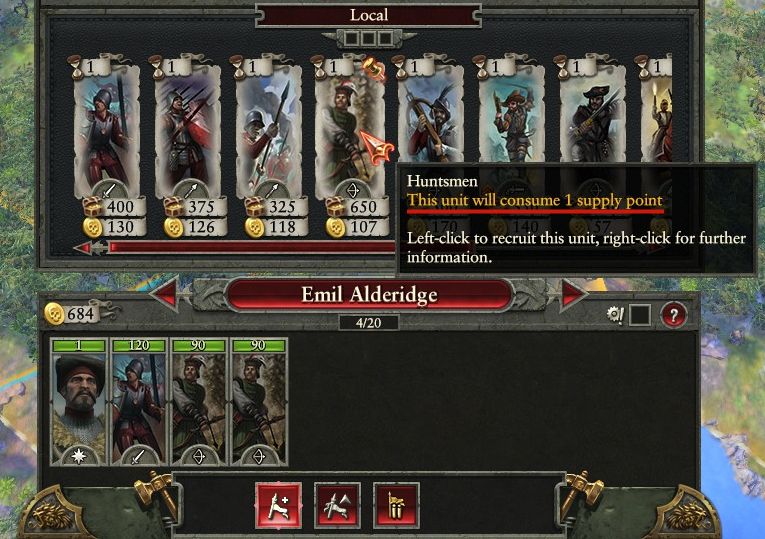 Local
1 1 1 1 1 1 1 1
400 375 325 650
130 126 118 107
Huntsmen
This unit will consume 1 supply point
Left-click to recruit this unit, right-click for further
information.
Emil Alderidge
684
4/20
?
1 120 90 90